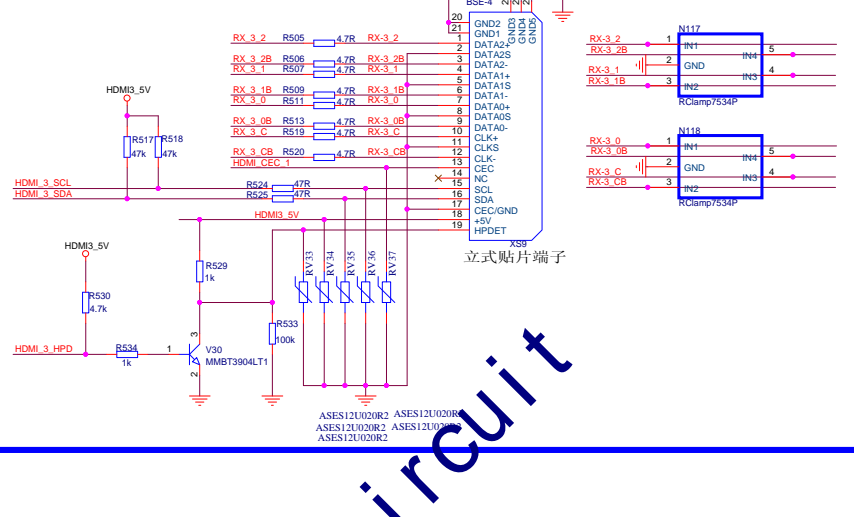 BSE-4
20 GND2
21 GND1
GND3
GND4
GND5
RX_3_2 R505 4.7R RX-3_2 1 DATA2+
2 DATA2S
RX_3_2B R506 4.7R RX-3_2B 3 DATA2-
RX_3_1 R507 4.7R RX-3_1 4 DATA1+
5 DATA1S
RX_3_1B R509 4.7R RX-3_1B 6 DATA1-
RX_3_0 R511 4.7R RX-3_0 7 DATA0+
8 DATA0S
RX_3_0B R513 4.7R RX-3_0B 9 DATA0-
RX_3_C R519 4.7R RX-3_C 10 CLK+
11 CLKS
RX_3_CB R520 4.7R RX-3_CB 12 CLK-
HDMI_CEC_1 13 CEC
14 NC
HDMI_3_SCL R524 47R 15 SCL
HDMI_3_SDA R525 47R 16 SDA
17 CEC/GND
HDMI3_5V 18 +5V
19 HPDET
XS9
立式贴片端子
HDMI3_5V
R517
47k
R518
47k
HDMI3_5V
R529
1k
R530
4.7k
HDMI_3_HPD R534
1k
1
3
2
V30
MMBT3904LT1
R533
100k
RV33
RV34
RV35
RV36
RV37
ASES12U020R2 ASES12U020R2
ASES12U020R2 ASES12U020R2
ASES12U020R2
N117
RX-3_2 1 IN1
RX-3_2B IN4 5
2 GND
RX-3_1 IN3 4
RX-3_1B 3 IN2
RClamp7534P
N118
RX-3_0 1 IN1
RX-3_0B IN4 5
2 GND
RX-3_C IN3 4
RX-3_CB 3 IN2
RClamp7534P
ircuit